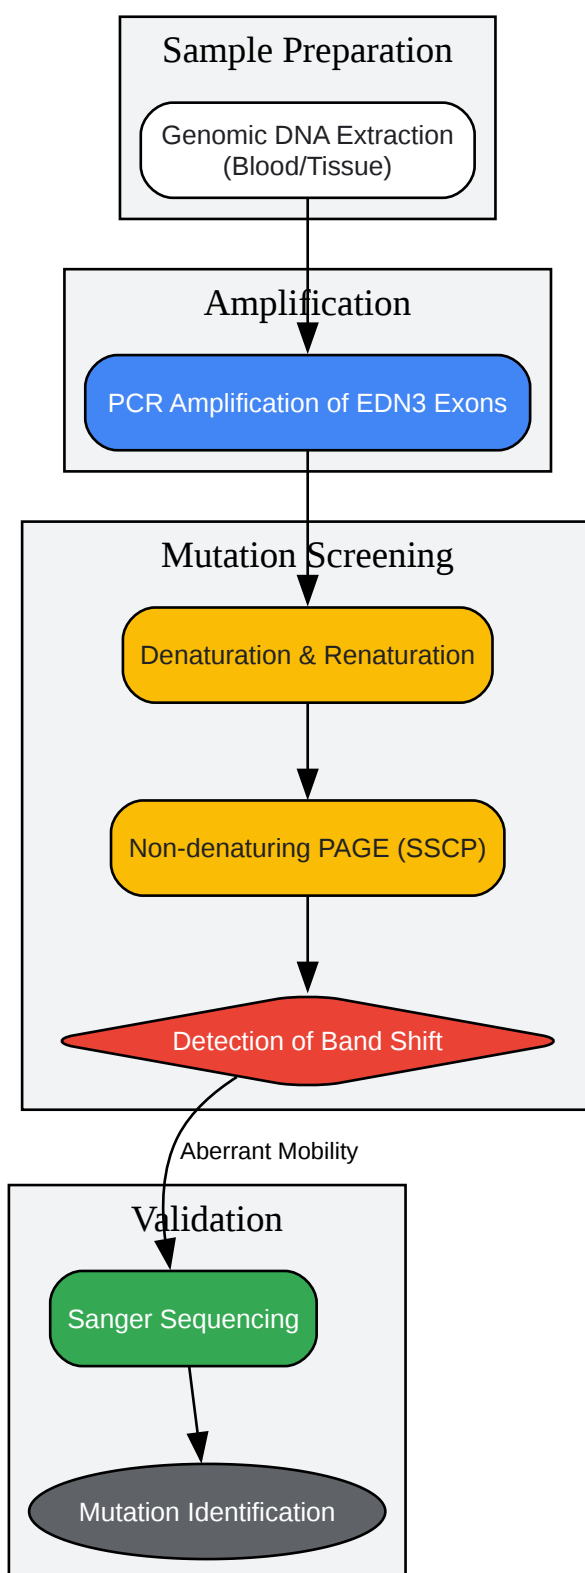 Sample Preparation
Genomic DNA Extraction
(Blood/Tissue)
Amplification
PCR Amplification of EDN3 Exons
Mutation Screening
Denaturation & Renaturation
Non-denaturing PAGE (SSCP)
Detection of Band Shift
Aberrant Mobility
Validation
Sanger Sequencing
Mutation Identification